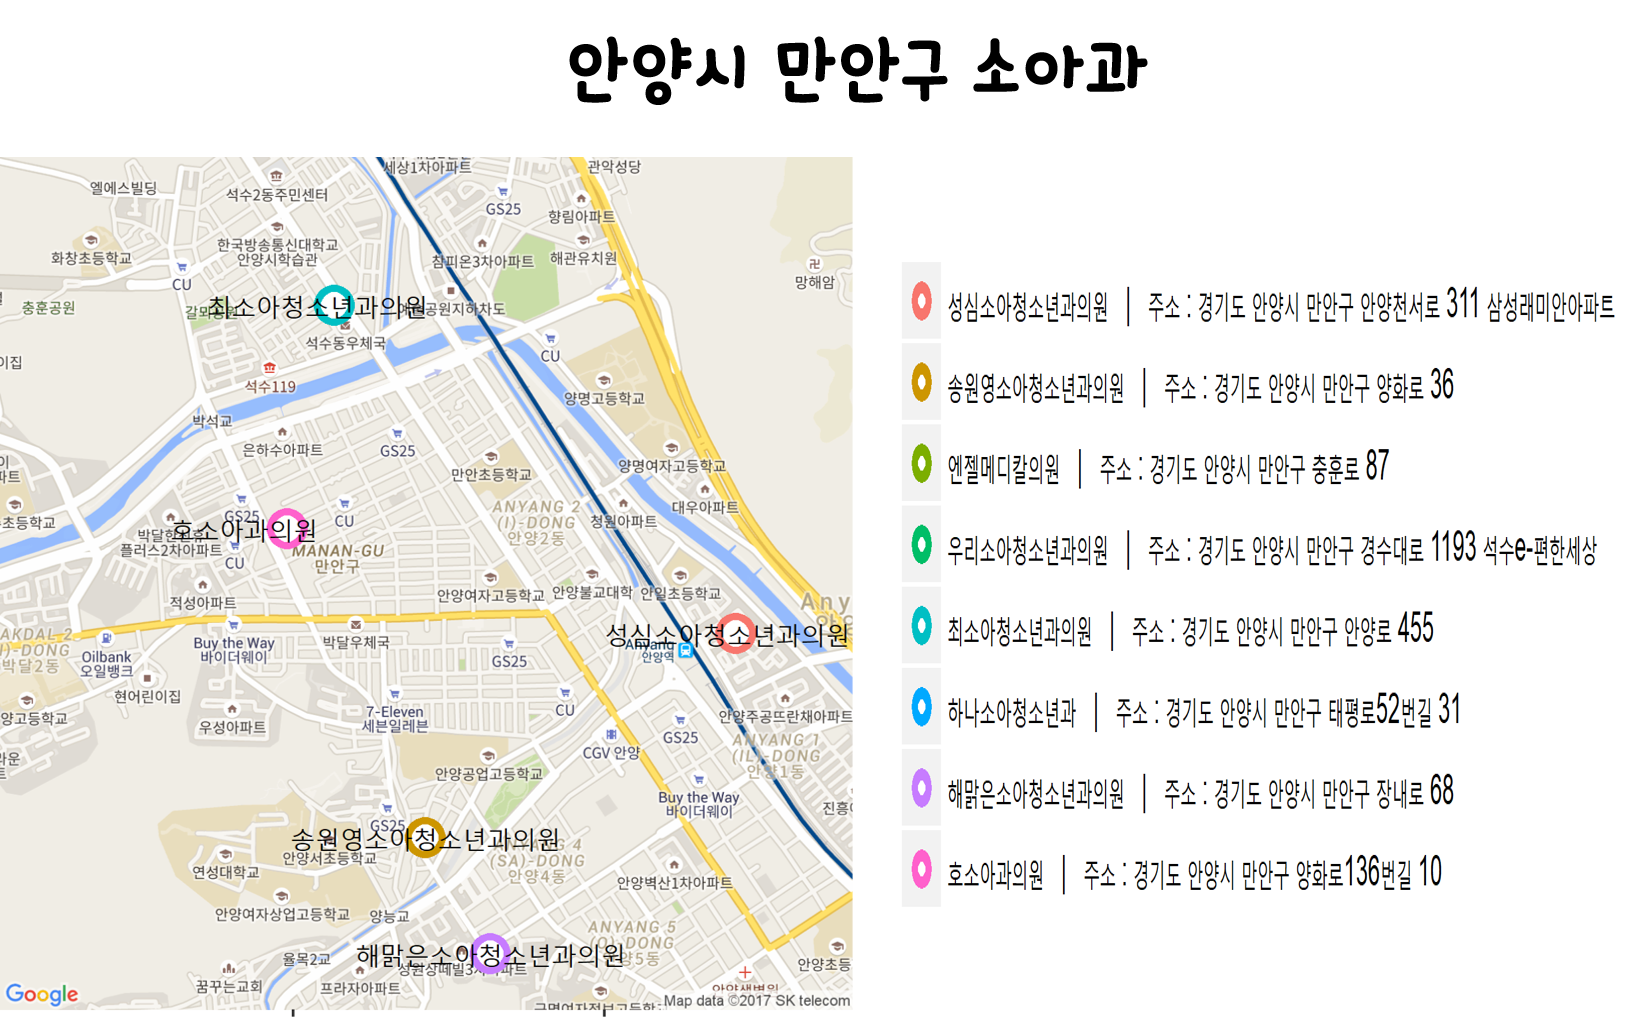 안양시 만안구 소아과
세상1차아파트
관악성당
엘에스빌딩
석수2동주민센터
GS25
향림아파트
한국방송통신대학교
안양시학습관
화창초등학교
참피온3차아파트
해관유치원
망해암
CU
충훈공원
최소아청소년과의원
공원지하차도
석수동우체국
CU
석수119
양명고등학교
박석교
은하수아파트
GS25
만안초등학교
양명여자고등학교
대우아파트
청원아파트
ANYANG 2
(I)-DONG
안양2동
GS25
CU
호소아과의원
플러스2차아파트
CU
MANAN-GU
만안구
적성아파트
안양여자고등학교
안양불교대학
안일초등학교
AKDAL 2
(I)-DONG
박달2동
Buy the Way
바이더웨이
박달우체국
GS25
성심소아청소년과의원
Anyang
안양역
Oilbank
오일뱅크
현어린이집
우성아파트
7-Eleven
세븐일레븐
CU
GS25
안양주공뜨란채아파트
ANYANG 1
(IL)-DONG
안양1동
CGV 안양
안양공업고등학교
Buy the Way
바이더웨이
GS25
송원영소아청소년과의원
안양서초등학교
ANYANG 4
(SA)-DONG
안양4동
연성대학교
안양벽산1차아파트
안양여자상업고등학교
양능교
ANYANG 5
(O)-DONG
안양5동
해맑은소아청소년과의원
율목2교
안양초등
꿈꾸는교회
프라자아파트
Google
Map data ©2017 SK telecom
성심소아청소년과의원 | 주소 : 경기도 안양시 만안구 안양천서로 311 삼성래미안아파트
송원영소아청소년과의원 | 주소 : 경기도 안양시 만안구 양화로 36
엔젤메디칼의원 | 주소 : 경기도 안양시 만안구 충훈로 87
우리소아청소년과의원 | 주소 : 경기도 안양시 만안구 경수대로 1193 석수e-편한세상
최소아청소년과의원 | 주소 : 경기도 안양시 만안구 안양로 455
하나소아청소년과 | 주소 : 경기도 안양시 만안구 태평로52번길 31
해맑은소아청소년과의원 | 주소 : 경기도 안양시 만안구 장내로 68
호소아과의원 | 주소 : 경기도 안양시 만안구 양화로136번길 10